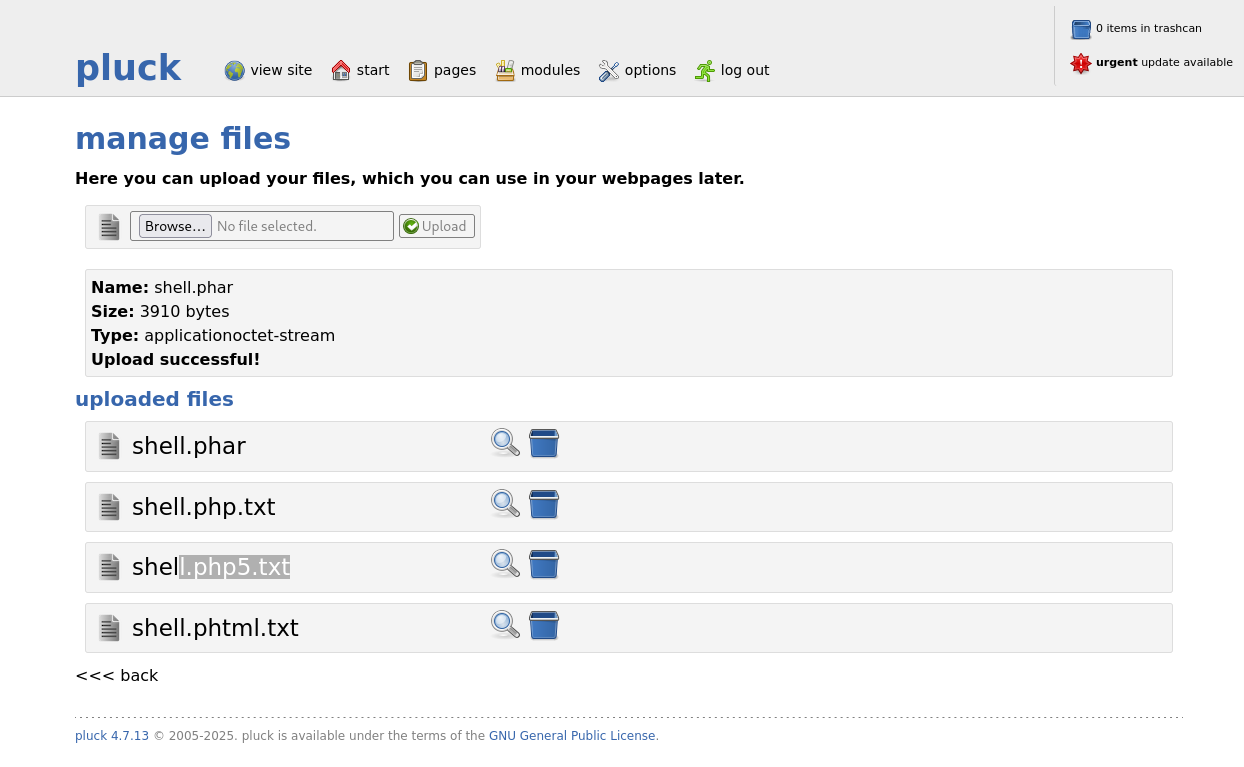 0 items in trashcan
pluck view site start pages modules options log out
urgent update available
manage files
Here you can upload your files, which you can use in your webpages later.
Browse... No file selected. Upload
Name: shell.phar
Size: 3910 bytes
Type: applicationoctet-stream
Upload successful!
uploaded files
shell.phar
shell.php.txt
shell.php5.txt
shell.phtml.txt
<<< back
pluck 4.7.13 © 2005-2025. pluck is available under the terms of the GNU General Public License.